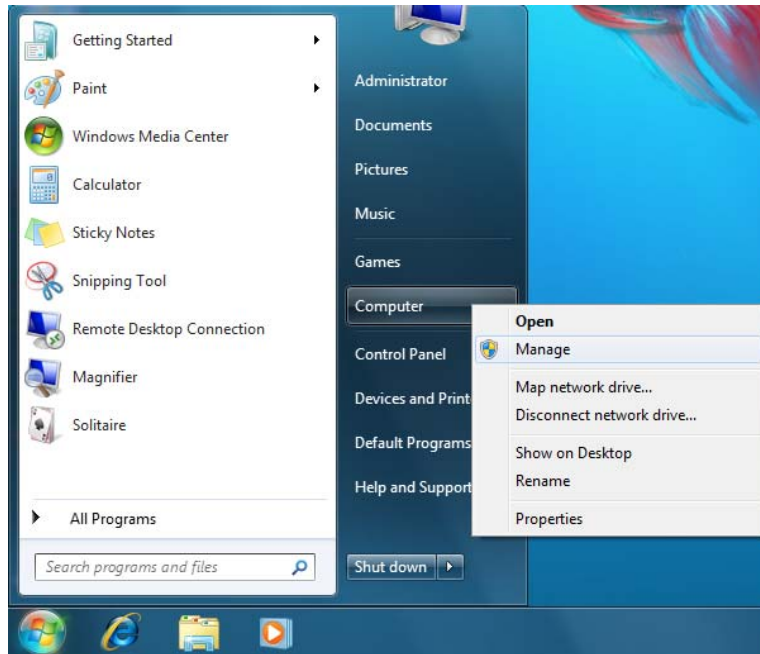 Getting Started
Paint
Windows Media Center
Calculator
Sticky Notes
Snipping Tool
Remote Desktop Connection
Magnifier
Solitaire
All Programs
Search programs and files
Administrator
Documents
Pictures
Music
Games
Computer
Control Panel
Devices and Print
Default Programs
Help and Support
Shut down
Open
Manage
Map network drive...
Disconnect network drive...
Show on Desktop
Rename
Properties